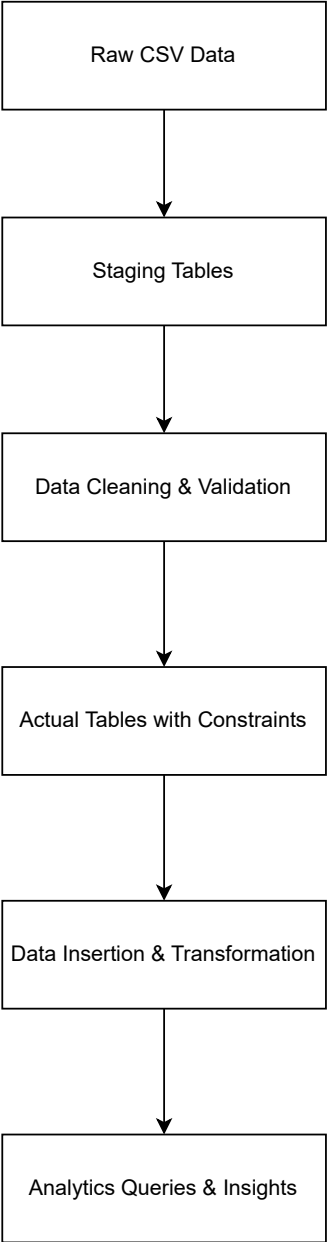 Raw CSV Data
Staging Tables
Data Cleaning & Validation
Actual Tables with Constraints
Data Insertion & Transformation
Analytics Queries & Insights